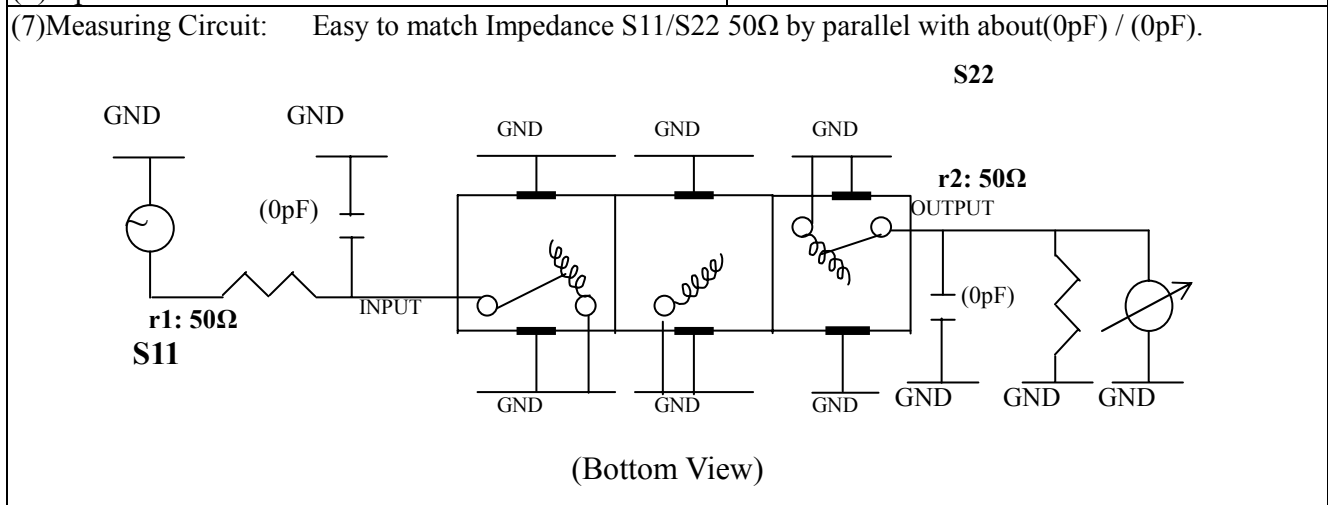 (7)Measuring Circuit: Easy to match Impedance S11/S22 50Ω by parallel with about(0pF) / (0pF).
S22
GND GND GND GND GND
r2: 50Ω
(0pF) OUTPUT
INPUT (0pF)
r1: 50Ω
S11
GND GND GND GND GND GND
(Bottom View)